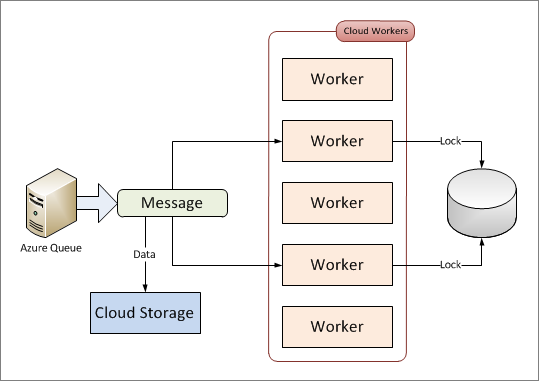 Cloud Workers
Worker
Worker
Lock
Azure Queue
Message
Worker
Data
Worker
Lock
Cloud Storage
Worker